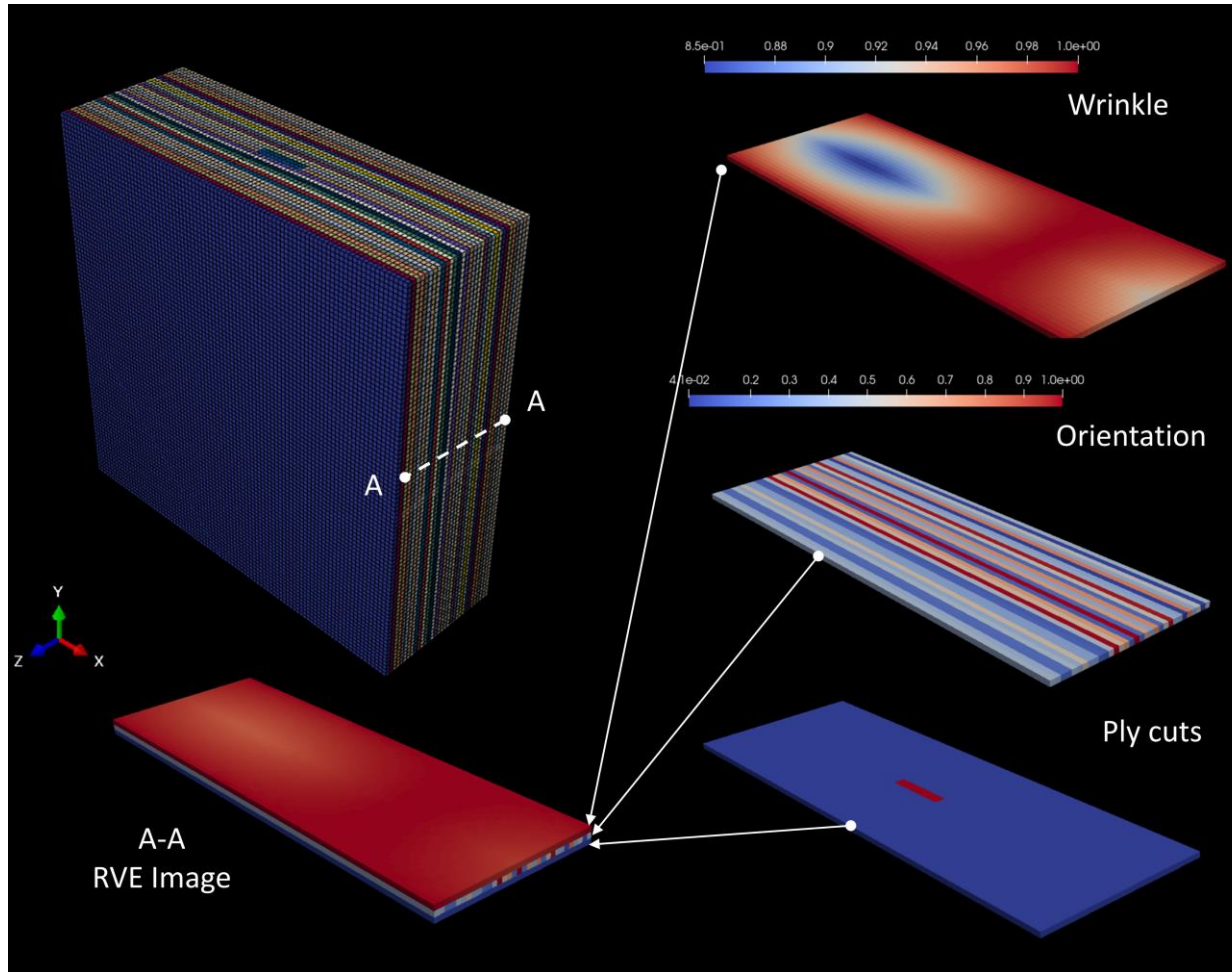 8.5e-01 0.88 0.9 0.92 0.94 0.96 0.98 1.0e+00
Wrinkle
4.1e-02 0.2 0.3 0.4 0.5 0.6 0.7 0.8 0.9 1.0e+00
Orientation
A
A
Ply cuts
Y
Z X
A-A
RVE Image